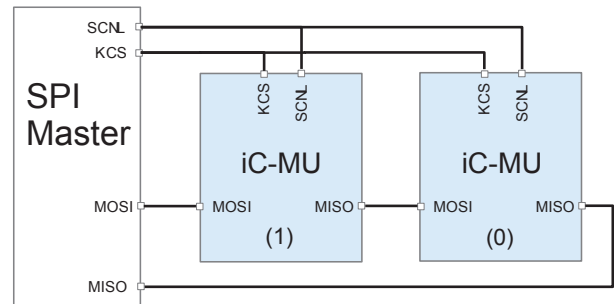 SCNL
KCS
SPI
Master
KCS
SCNL
KCS
SCNL
iC-MU
iC-MU
MOSI
MOSI
MISO
MOSI
MISO
(1)
(0)
MISO